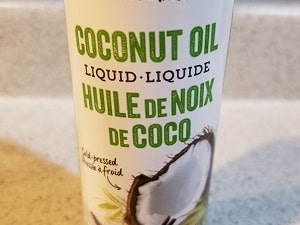 COCONUT OIL
LIQUID·LIQUIDE
HUILE DE NOIX
DE COCO
Cold-pressed
Pressée à froid